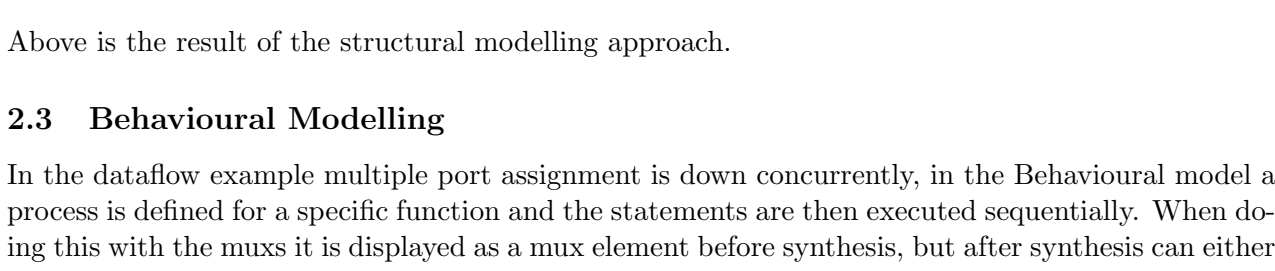 Above is the result of the structural modelling approach.
2.3 Behavioural Modelling
In the dataflow example multiple port assignment is down concurrently, in the Behavioural model a
process is defined for a specific function and the statements are then executed sequentially. When do-
ing this with the muxs it is displayed as a mux element before synthesis, but after synthesis can either